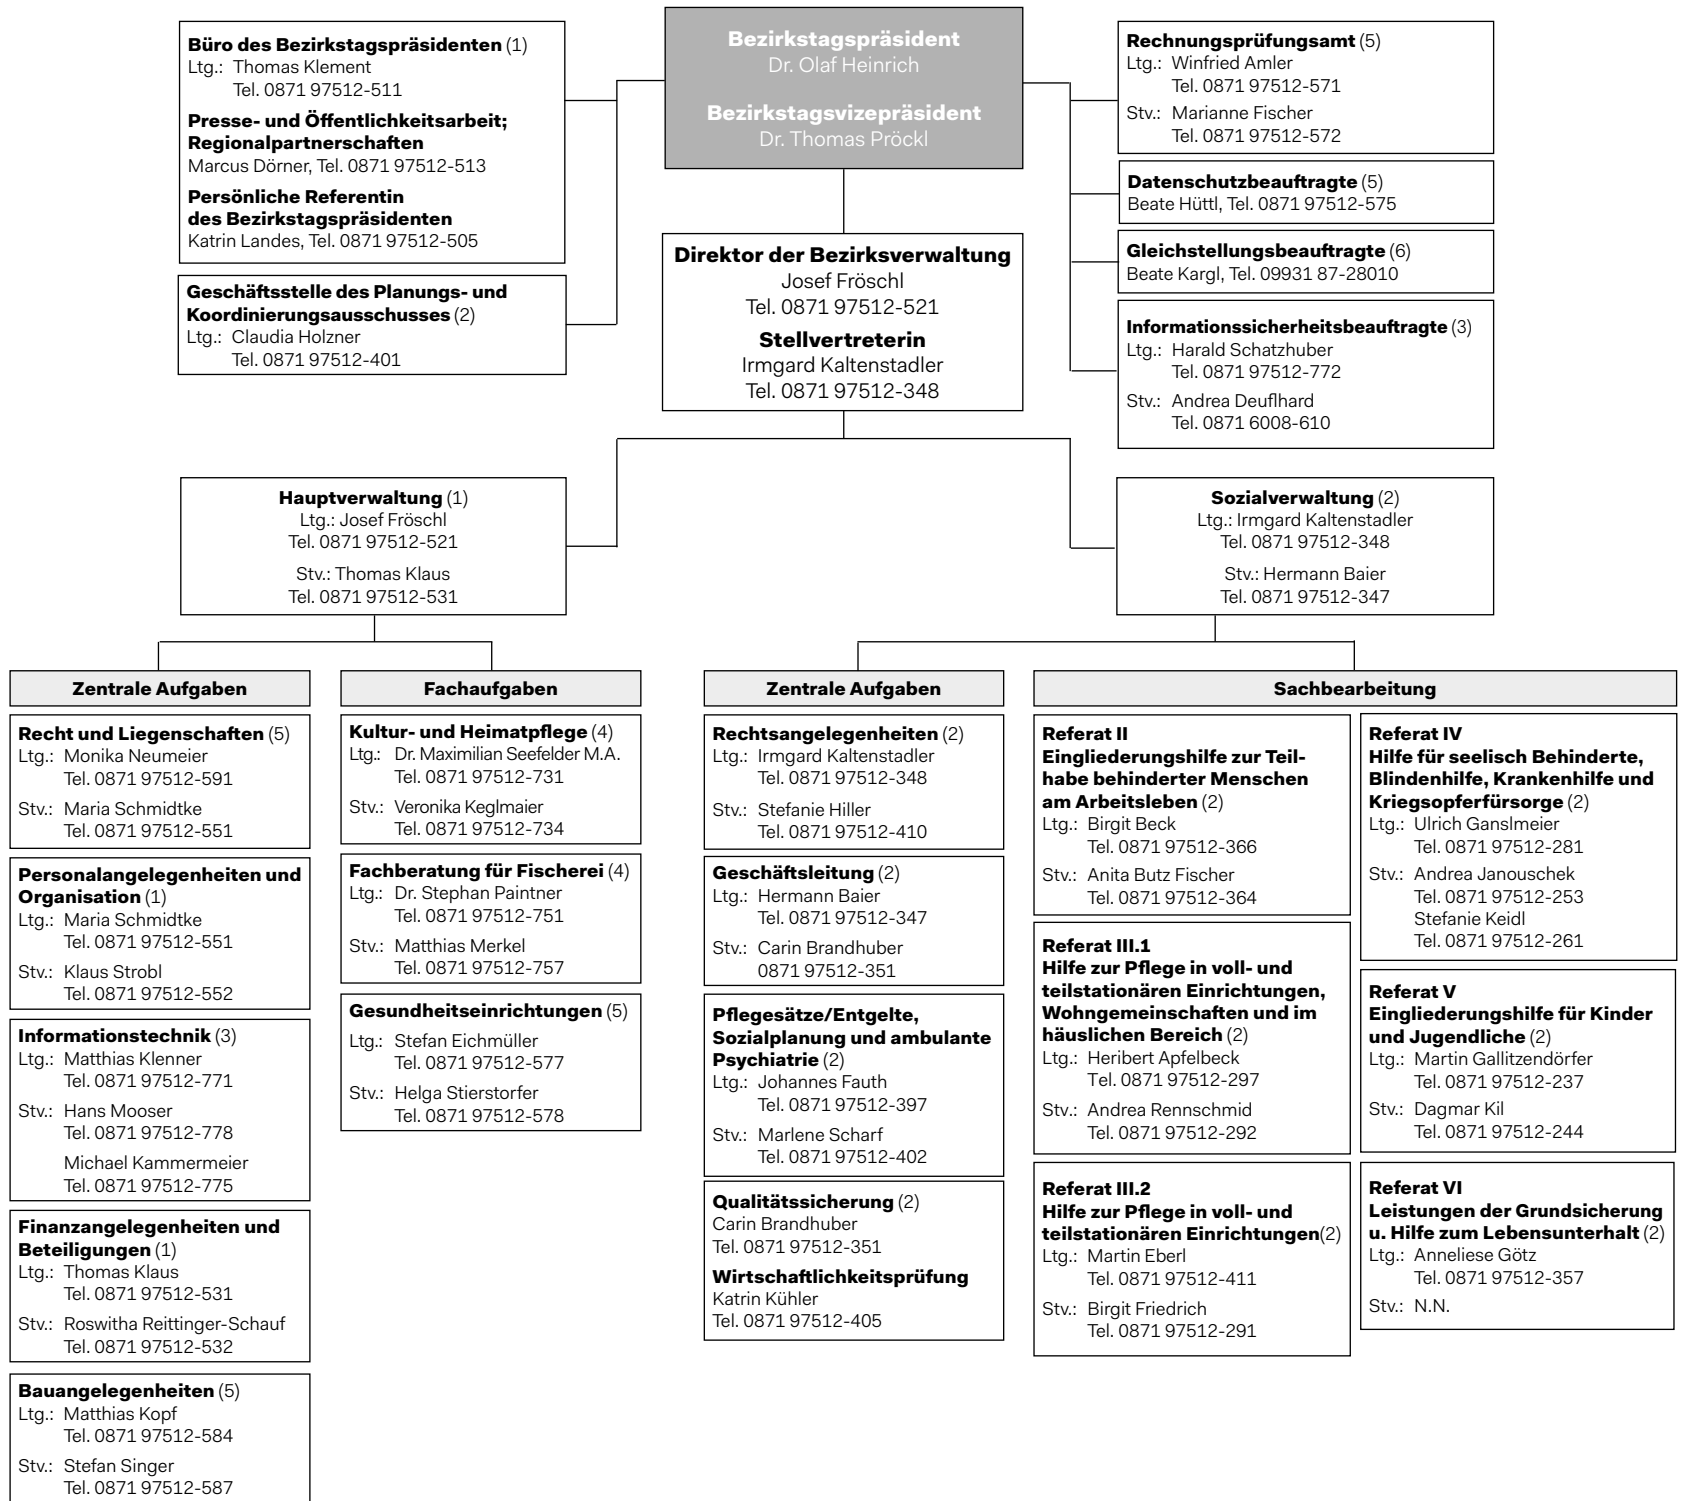 Büro des Bezirkstagspräsidenten (1)
Ltg.: Thomas Klement
Tel. 0871 97512-511
Presse- und Öffentlichkeitsarbeit;
Regionalpartnerschaften
Marcus Dörner, Tel. 0871 97512-513
Persönliche Referentin
des Bezirkstagspräsidenten
Katrin Landes, Tel. 0871 97512-505
Geschäftsstelle des Planungs- und
Koordinierungsausschusses (2)
Ltg.: Claudia Holzner
Tel. 0871 97512-401
Bezirkstagspräsident
Dr. Olaf Heinrich
Bezirkstagsvizepräsident
Dr. Thomas Pröckl
Direktor der Bezirksverwaltung
Josef Fröschl
Tel. 0871 97512-521
Stellvertreterin
Irmgard Kaltenstadler
Tel. 0871 97512-348
Rechnungsprüfungsamt (5)
Ltg.: Winfried Amler
Tel. 0871 97512-571
Stv.: Marianne Fischer
Tel. 0871 97512-572
Datenschutzbeauftragte (5)
Beate Hüttl, Tel. 0871 97512-575
Gleichstellungsbeauftragte (6)
Beate Kargl, Tel. 09931 87-28010
Informationssicherheitsbeauftragte (3)
Ltg.: Harald Schatzhuber
Tel. 0871 97512-772
Stv.: Andrea Deuflhard
Tel. 0871 6008-610
Hauptverwaltung (1)
Ltg.: Josef Fröschl
Tel. 0871 97512-521
Stv.: Thomas Klaus
Tel. 0871 97512-531
Sozialverwaltung (2)
Ltg.: Irmgard Kaltenstadler
Tel. 0871 97512-348
Stv.: Hermann Baier
Tel. 0871 97512-347
Zentrale Aufgaben
Recht und Liegenschaften (5)
Ltg.: Monika Neumeier
Tel. 0871 97512-591
Stv.: Maria Schmidtke
Tel. 0871 97512-551
Personalangelegenheiten und
Organisation (1)
Ltg.: Maria Schmidtke
Tel. 0871 97512-551
Stv.: Klaus Strobl
Tel. 0871 97512-552
Informationstechnik (3)
Ltg.: Matthias Klenner
Tel. 0871 97512-771
Stv.: Hans Mooser
Tel. 0871 97512-778
Michael Kammermeier
Tel. 0871 97512-775
Finanzangelegenheiten und
Beteiligungen (1)
Ltg.: Thomas Klaus
Tel. 0871 97512-531
Stv.: Roswitha Reittinger-Schauf
Tel. 0871 97512-532
Bauangelegenheiten (5)
Ltg.: Matthias Kopf
Tel. 0871 97512-584
Stv.: Stefan Singer
Tel. 0871 97512-587
Fachaufgaben
Kultur- und Heimatpflege (4)
Ltg.: Dr. Maximilian Seefelder M.A.
Tel. 0871 97512-731
Stv.: Veronika Keglmaier
Tel. 0871 97512-734
Fachberatung für Fischerei (4)
Ltg.: Dr. Stephan Paintner
Tel. 0871 97512-751
Stv.: Matthias Merkel
Tel. 0871 97512-757
Gesundheitseinrichtungen (5)
Ltg.: Stefan Eichmüller
Tel. 0871 97512-577
Stv.: Helga Stierstorfer
Tel. 0871 97512-578
Zentrale Aufgaben
Rechtsangelegenheiten (2)
Ltg.: Irmgard Kaltenstadler
Tel. 0871 97512-348
Stv.: Stefanie Hiller
Tel. 0871 97512-410
Geschäftsleitung (2)
Ltg.: Hermann Baier
Tel. 0871 97512-347
Stv.: Carin Brandhuber
0871 97512-351
Pflegesätze/Entgelte,
Sozialplanung und ambulante
Psychiatrie (2)
Ltg.: Johannes Fauth
Tel. 0871 97512-397
Stv.: Marlene Scharf
Tel. 0871 97512-402
Qualitätssicherung (2)
Carin Brandhuber
Tel. 0871 97512-351
Wirtschaftlichkeitsprüfung
Katrin Kühler
Tel. 0871 97512-405
Sachbearbeitung
Referat II
Eingliederungshilfe zur Teil-
habe behinderter Menschen
am Arbeitsleben (2)
Ltg.: Birgit Beck
Tel. 0871 97512-366
Stv.: Anita Butz Fischer
Tel. 0871 97512-364
Referat III.1
Hilfe zur Pflege in voll- und
teilstationären Einrichtungen,
Wohngemeinschaften und im
häuslichen Bereich (2)
Ltg.: Heribert Apfelbeck
Tel. 0871 97512-297
Stv.: Andrea Rennschmid
Tel. 0871 97512-292
Referat III.2
Hilfe zur Pflege in voll- und
teilstationären Einrichtungen(2)
Ltg.: Martin Eberl
Tel. 0871 97512-411
Stv.: Birgit Friedrich
Tel. 0871 97512-291
Referat IV
Hilfe für seelisch Behinderte,
Blindenhilfe, Krankenhilfe und
Kriegsopferfürsorge (2)
Ltg.: Ulrich Ganslmeier
Tel. 0871 97512-281
Stv.: Andrea Janouschek
Tel. 0871 97512-253
Stefanie Keidl
Tel. 0871 97512-261
Referat V
Eingliederungshilfe für Kinder
und Jugendliche (2)
Ltg.: Martin Gallitzendörfer
Tel. 0871 97512-237
Stv.: Dagmar Kil
Tel. 0871 97512-244
Referat VI
Leistungen der Grundsicherung
u. Hilfe zum Lebensunterhalt (2)
Ltg.: Anneliese Götz
Tel. 0871 97512-357
Stv.: N.N.